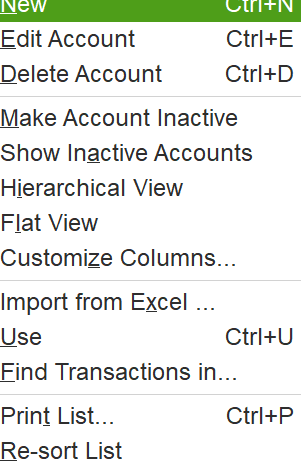 New Ctrl+N
Edit Account Ctrl+E
Delete Account Ctrl+D
Make Account Inactive
Show Inactive Accounts
Hierarchical View
Flat View
Customize Columns...
Import from Excel ...
Use Ctrl+U
Find Transactions in...
Print List... Ctrl+P
Re-sort List